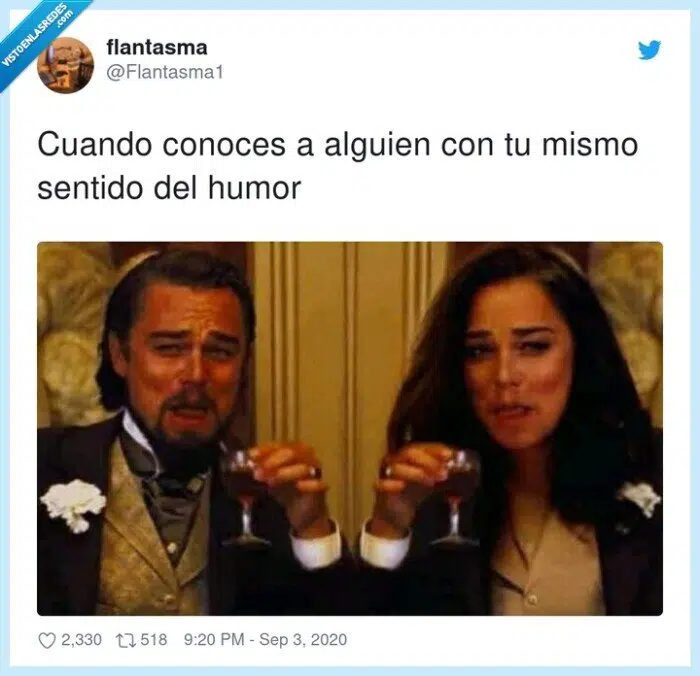 VISTOENLASREDES
.com
flantasma
@Flantasma1
Cuando conoces a alguien con tu mismo
sentido del humor
2,330 518 9:20 PM - Sep 3, 2020